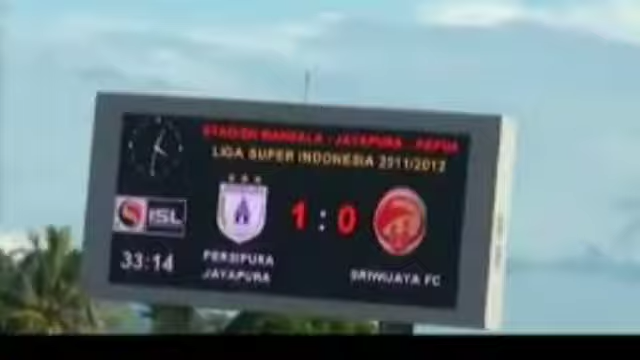 STADION MANDALA - JAYAPURA - PAPUA
LIGA SUPER INDONESIA 2011/2012
ISL
1 : 0
33:14
PERSIPURA
JAYAPURA
SRIWIJAYA FC